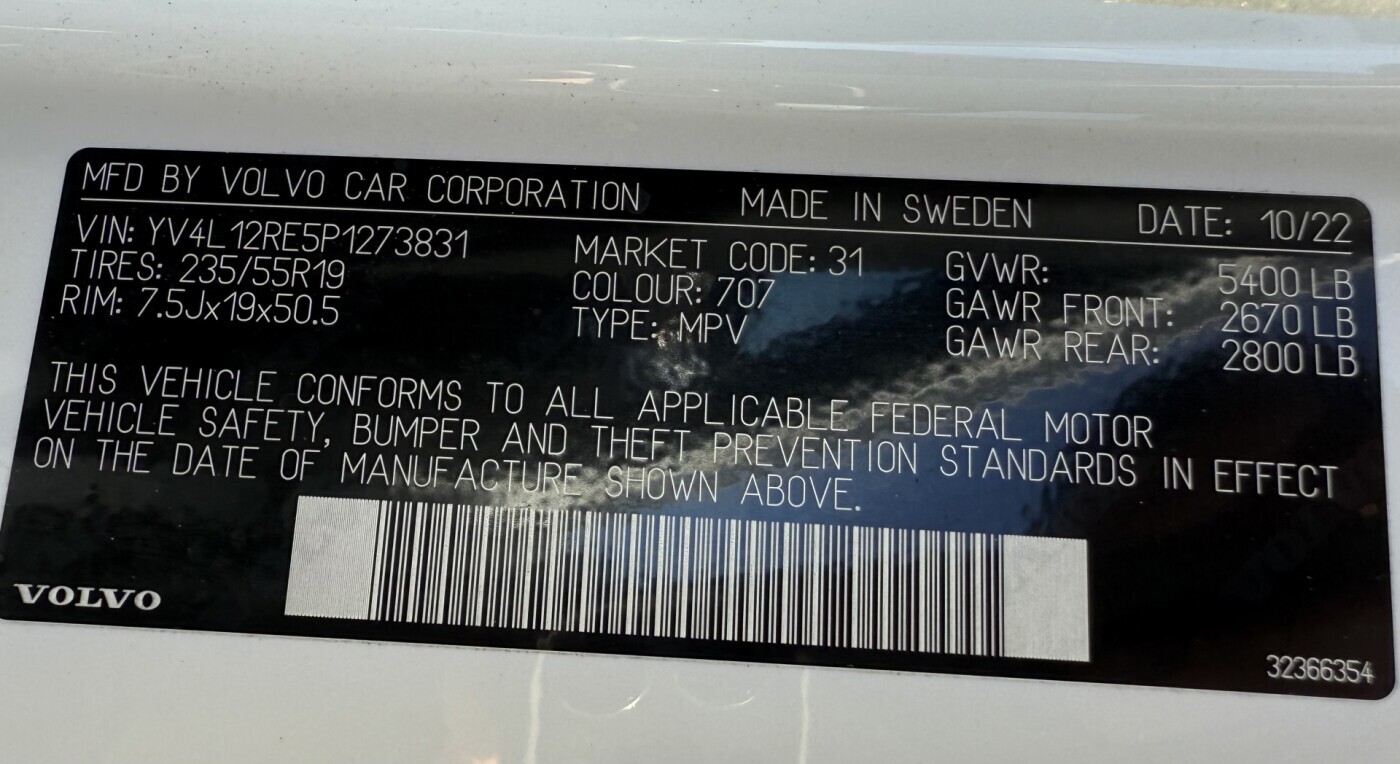 MFD BY VOLVO CAR CORPORATION MADE IN SWEDEN DATE: 10/22
VIN: YV4L12RE5P1273831 MARKET CODE: 31 GVWR: 5400 LB
TIRES: 235/55R19 COLOUR: 707 GAWR FRONT: 2670 LB
RIM: 7.5Jx19x50.5 TYPE: MPV GAWR REAR: 2800 LB
THIS VEHICLE CONFORMS TO ALL APPLICABLE FEDERAL MOTOR
VEHICLE SAFETY, BUMPER AND THEFT PREVENTION STANDARDS IN EFFECT
ON THE DATE OF MANUFACTURE SHOWN ABOVE.
VOLVO
32366354